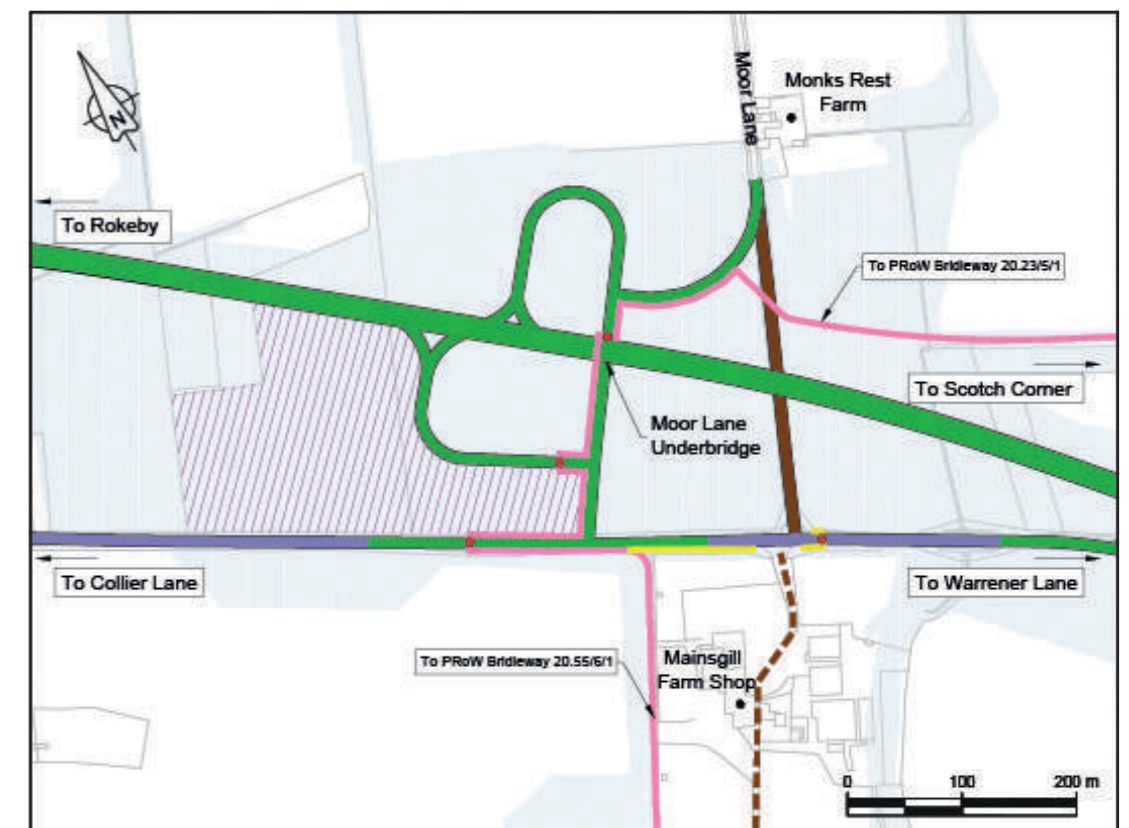 Moor Lane
Monks Rest
Farm
N
To Rokeby
To PRoW Bridleway 20.23/5/1
To Scotch Corner
Moor Lane
Underbridge
To Collier Lane
To Warrener Lane
To PRoW Bridleway 20.55/6/1
Mainsgill
Farm Shop
0 100 200 m